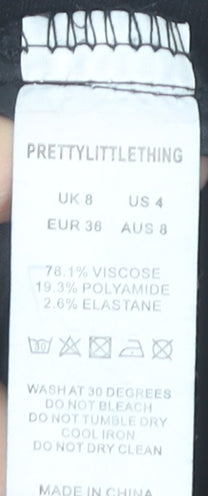 PRETTYLITTLETHING
UK 8 US 4
EUR 36 AUS 8
78.1% VISCOSE
19.3% POLYAMIDE
2.6% ELASTANE
30
WASH AT 30 DEGREES
DO NOT BLEACH
DO NOT TUMBLE DRY
COOL IRON
DO NOT DRY CLEAN
MADE IN CHINA